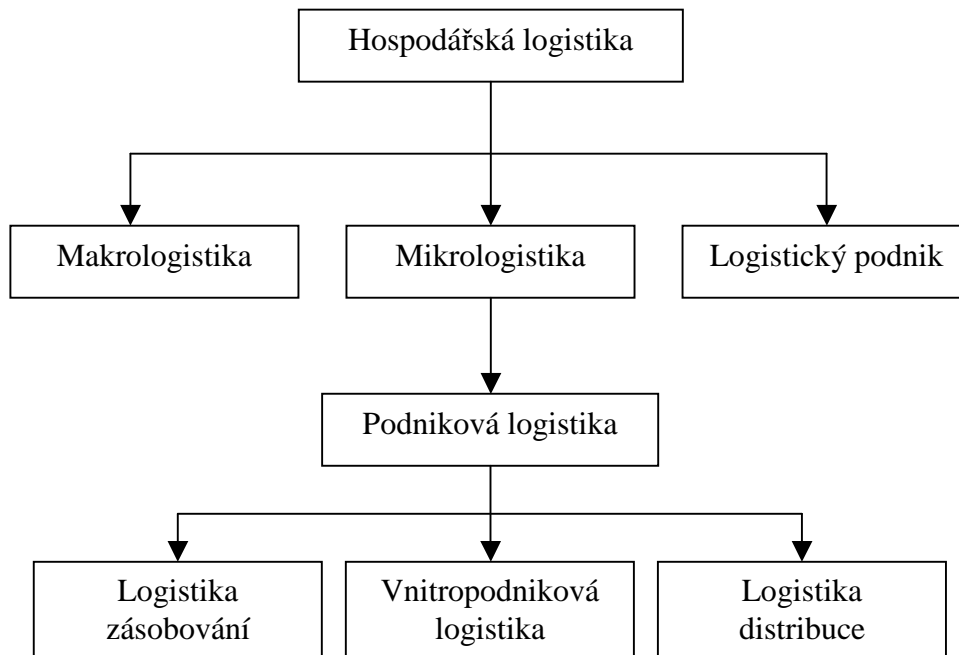 Hospodářská logistika
Makrologistika
Mikrologistika
Logistický podnik
Podniková logistika
Logistika
zásobování
Vnitropodniková
logistika
Logistika
distribuce